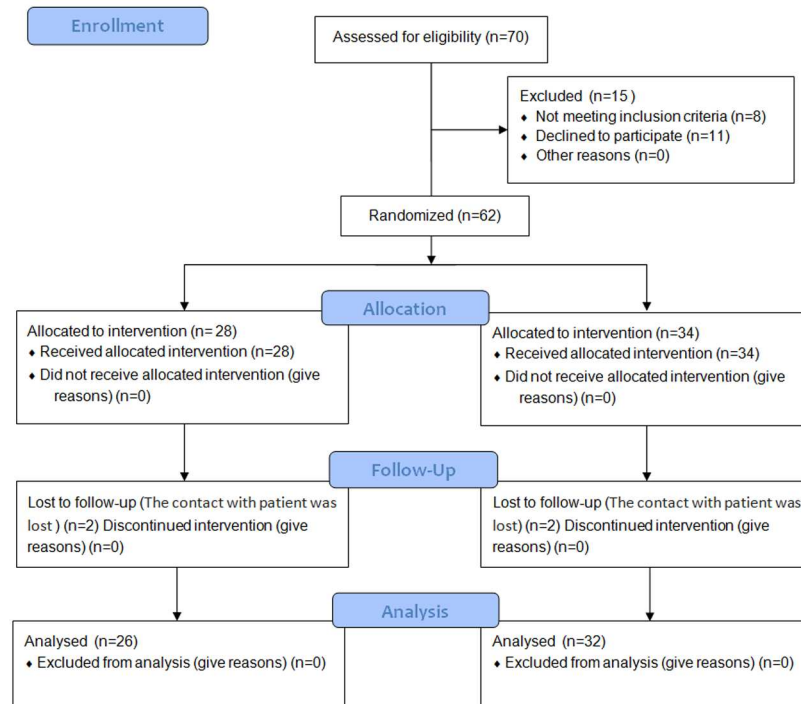 Enrollment
Assessed for eligibility (n=70)
Excluded (n=15 )
♦ Not meeting inclusion criteria (n=8)
♦ Declined to participate (n=11)
♦ Other reasons (n=0)
Randomized (n=62)
Allocation
Allocated to intervention (n= 28)
♦ Received allocated intervention (n=28)
♦ Did not receive allocated intervention (give
reasons) (n=0)
Allocated to intervention (n=34)
♦ Received allocated intervention (n=34)
♦ Did not receive allocated intervention (give
reasons) (n=0)
Follow-Up
Lost to follow-up (The contact with patient was
lost ) (n=2) Discontinued intervention (give
reasons) (n=0)
Lost to follow-up (The contact with patient was
lost) (n=2) Discontinued intervention (give
reasons) (n=0)
Analysis
Analysed (n=26)
♦ Excluded from analysis (give reasons) (n=0)
Analysed (n=32)
♦ Excluded from analysis (give reasons) (n=0)